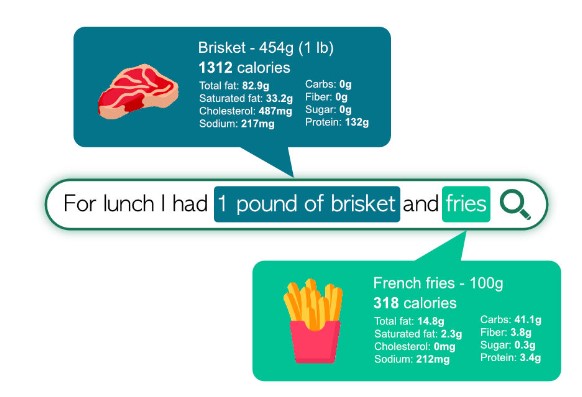 Brisket - 454g (1 lb)
1312 calories
Total fat: 82.9g
Saturated fat: 33.2g
Cholesterol: 487mg
Sodium: 217mg
Carbs: 0g
Fiber: 0g
Sugar: 0g
Protein: 132g
For lunch I had 1 pound of brisket and fries
French fries - 100g
318 calories
Total fat: 14.8g
Saturated fat: 2.3g
Cholesterol: 0mg
Sodium: 212mg
Carbs: 41.1g
Fiber: 3.8g
Sugar: 0.3g
Protein: 3.4g